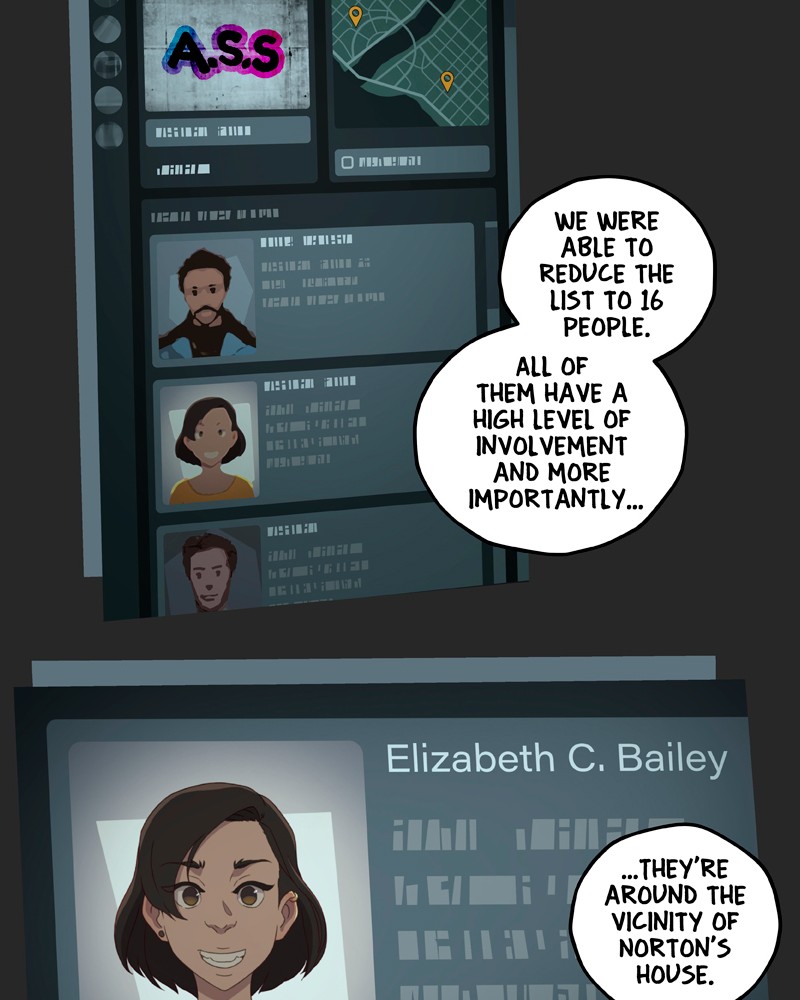 A.S.S
WE WERE
ABLE TO
REDUCE THE
LIST TO 16
PEOPLE.
ALL OF
THEM HAVE A
HIGH LEVEL OF
INVOLVEMENT
AND MORE
IMPORTANTLY...
Elizabeth C. Bailey
...THEY'RE
AROUND THE
VICINITY OF
NORTON'S
HOUSE.